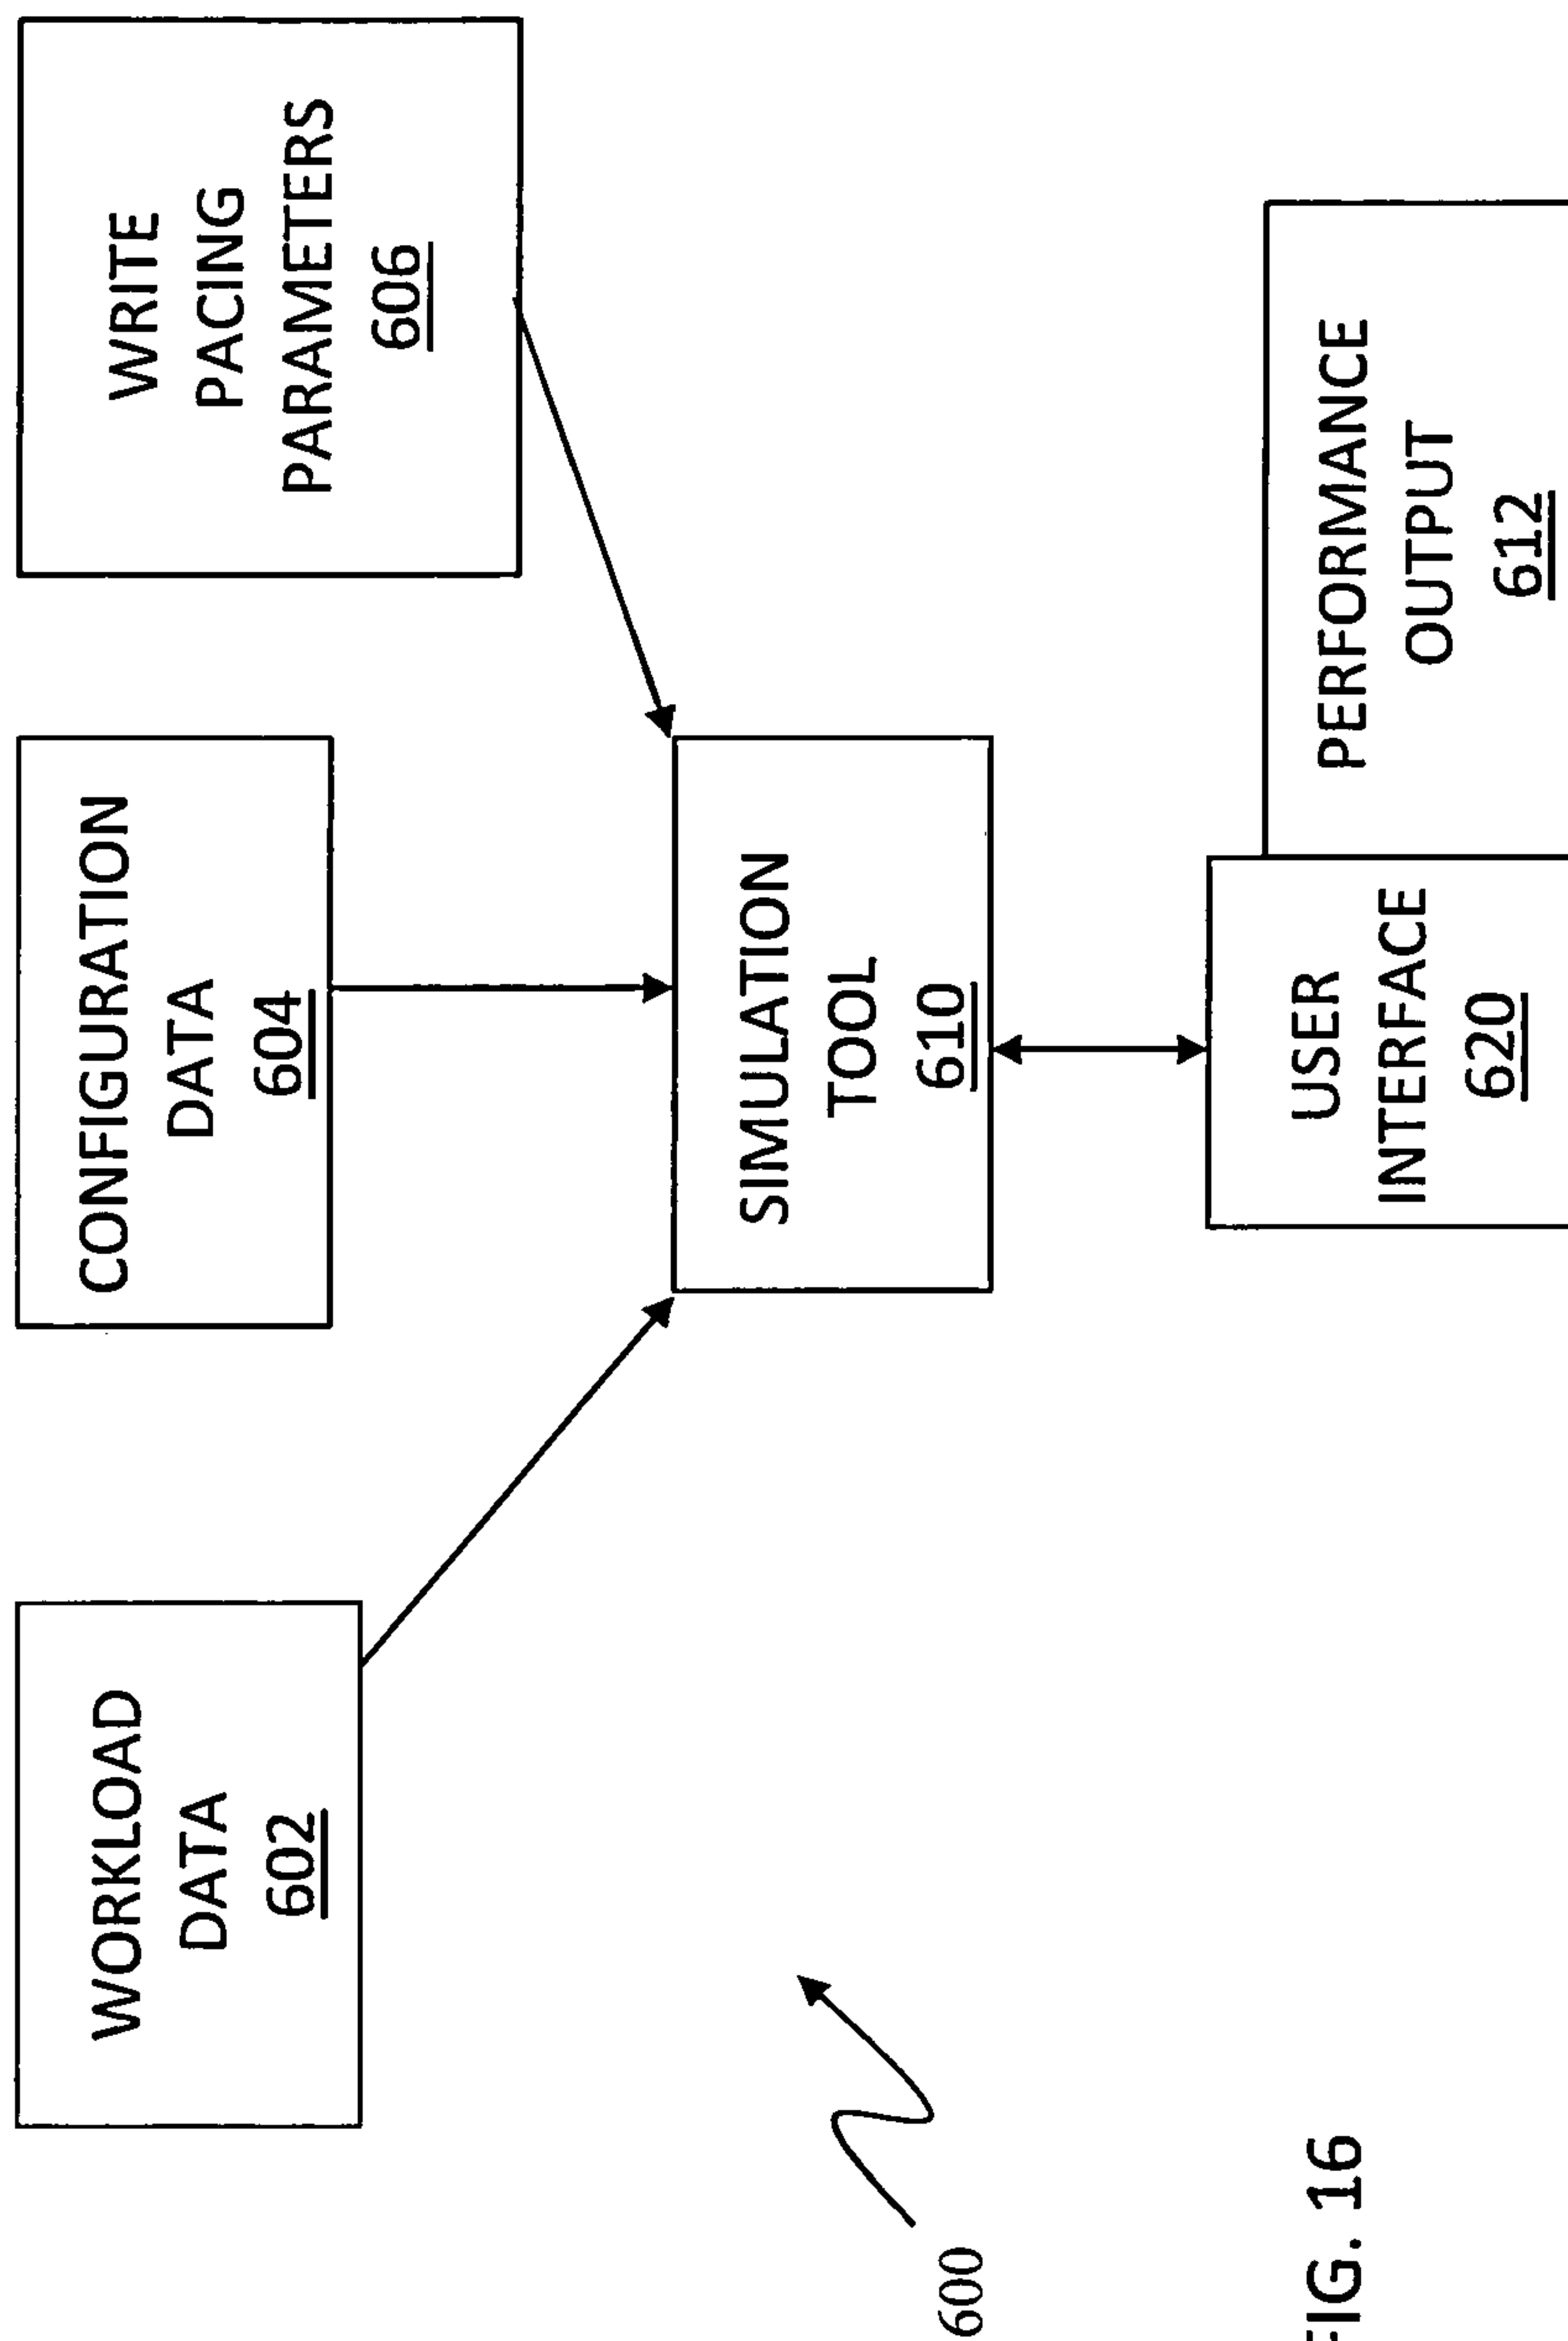 WORKLOAD
DATA
602
CONFIGURATION
DATA
604
WRITE
PACING
PARAMETERS
606
SIMULATION
TOOL
610
USER
INTERFACE
620
PERFORMANCE
OUTPUT
612
600
FIG. 16